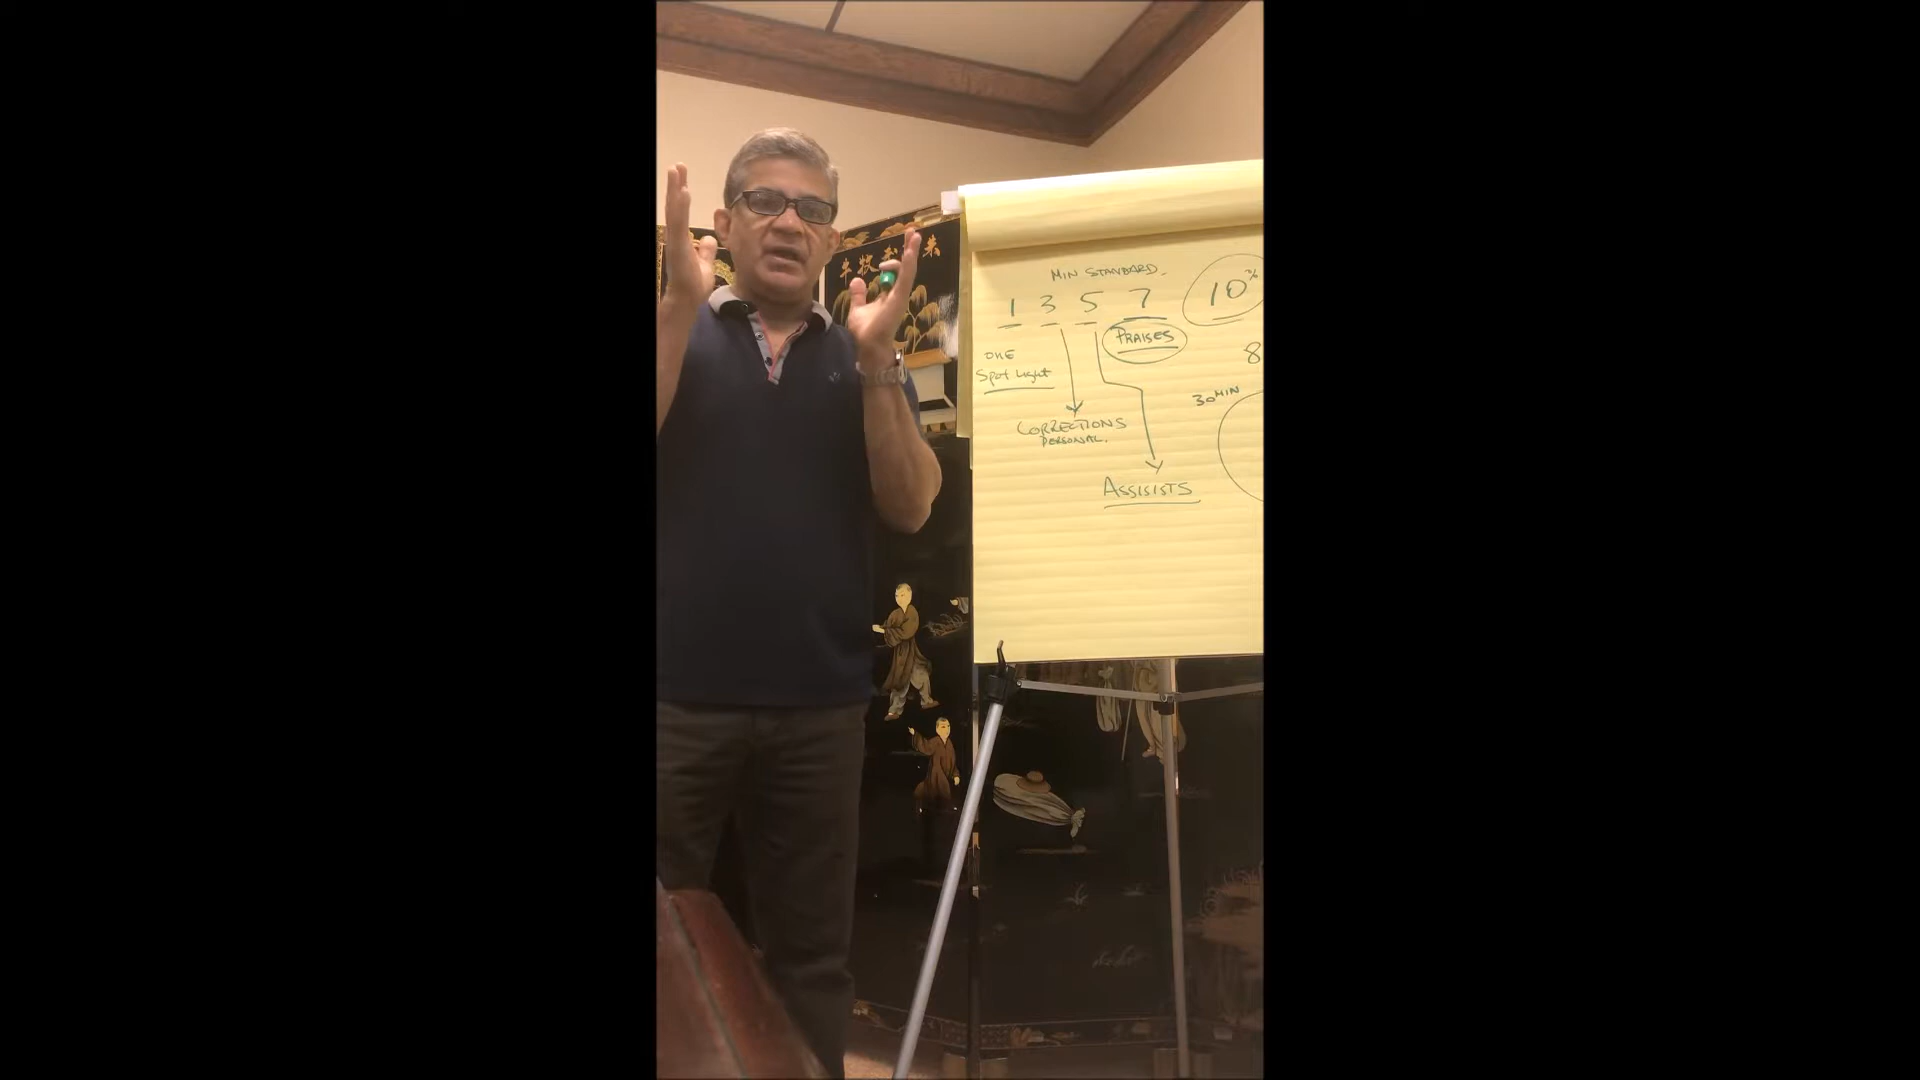 MIN STANDARD.
1 3 5 7 10%
PRAISES
ONE
Spot Light
8
30 MIN
CORRECTIONS
PERSONAL.
ASSISISTS